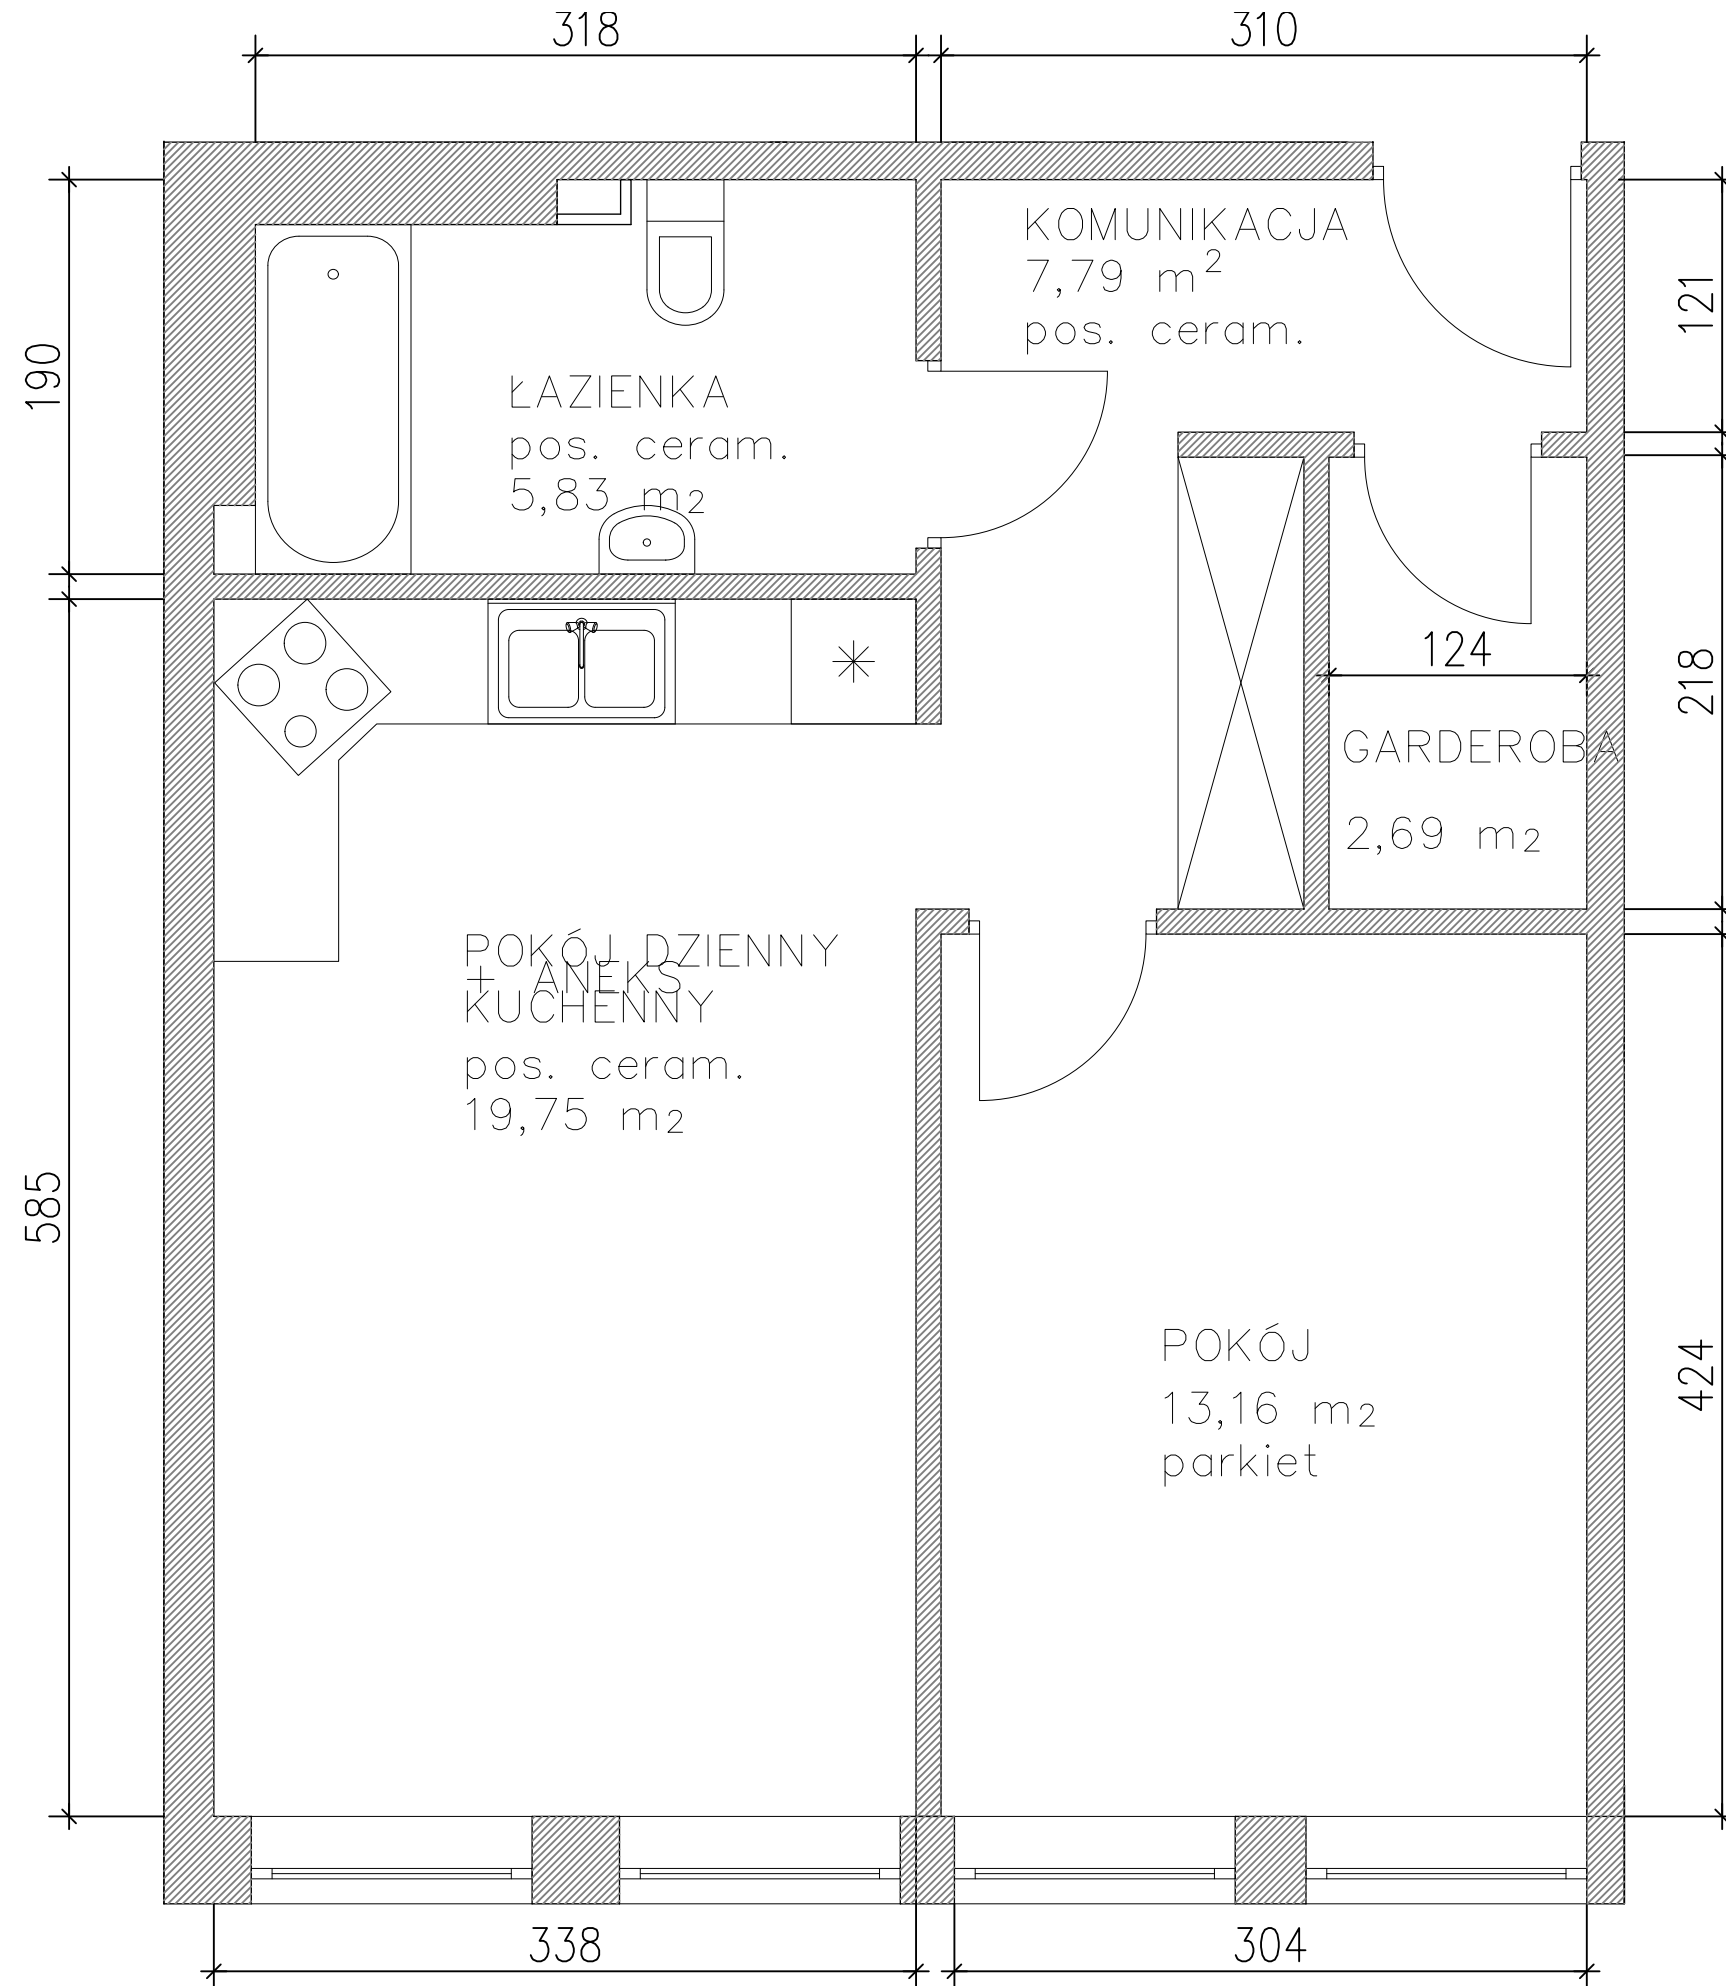 318
310
KOMUNIKACJA
7,79 m²
pos. ceram.
121
190
ŁAZIENKA
pos. ceram.
5,83 m2
124
218
GARDEROBA
2,69 m2
POKÓJ DZIENNY
+ ANEKS
KUCHENNY
pos. ceram.
19,75 m2
585
POKÓJ
13,16 m2
parkiet
424
338
304